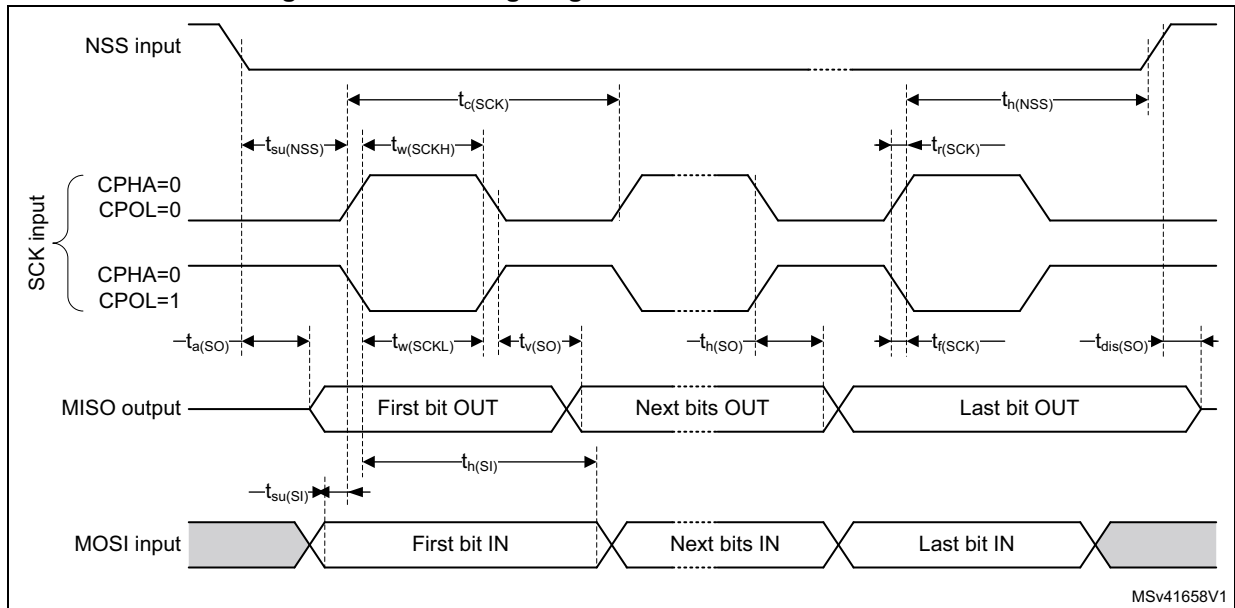 NSS input
tc(SCK)
th(NSS)
tsu(NSS)
tw(SCKH)
tr(SCK)
SCK input
CPHA=0
CPOL=0
CPHA=0
CPOL=1
ta(SO)
tw(SCKL)
tv(SO)
th(SO)
tf(SCK)
tdis(SO)
MISO output
First bit OUT
Next bits OUT
Last bit OUT
th(SI)
tsu(SI)
MOSI input
First bit IN
Next bits IN
Last bit IN
MSv41658V1